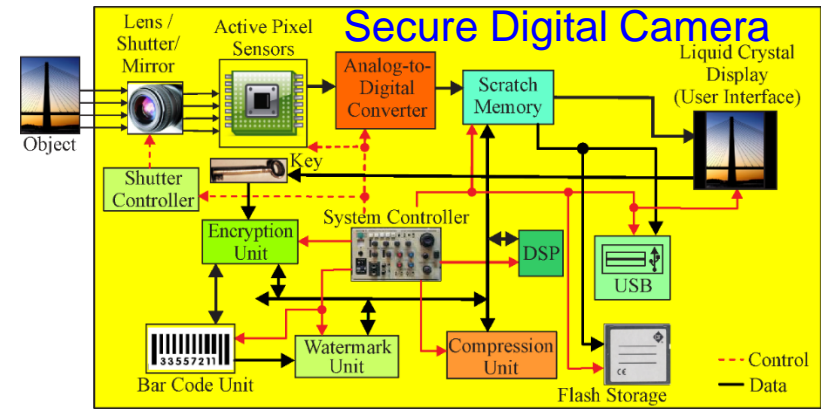 Secure Digital Camera
Lens /
Shutter/
Mirror
Active Pixel
Sensors
Analog-to-
Digital
Converter
Scratch
Memory
Liquid Crystal
Display
(User Interface)
Object
Key
Shutter
Controller
System Controller
Encryption
Unit
DSP
USB
33557211
Bar Code Unit
Watermark
Unit
Compression
Unit
CE
Flash Storage
Control
Data